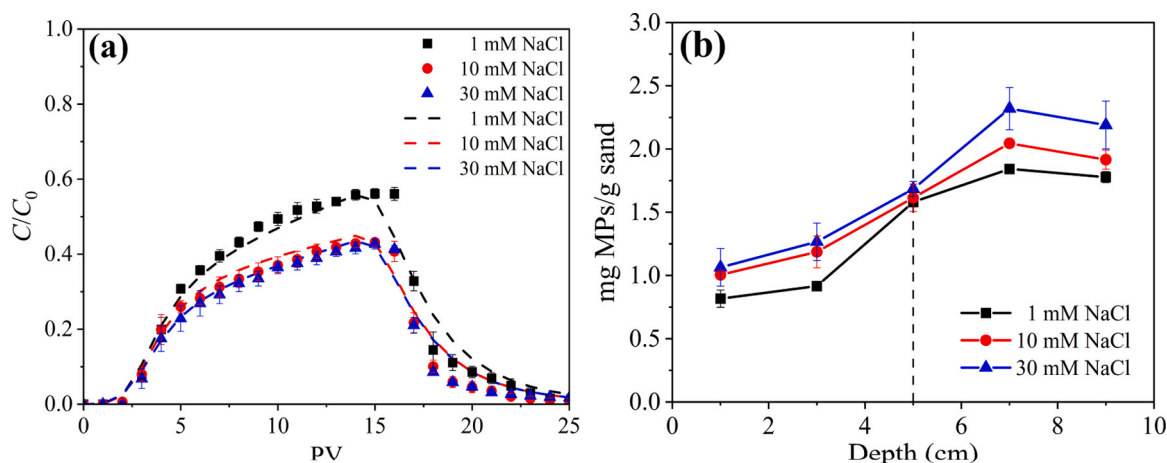 (a)
1 mM NaCl
10 mM NaCl
30 mM NaCl
1 mM NaCl
10 mM NaCl
30 mM NaCl
C/C0
1.0
0.8
0.6
0.4
0.2
0.0
0 5 10 15 20 25
PV
(b)
mg MPs/g sand
3.0
2.5
2.0
1.5
1.0
0.5
0.0
1 mM NaCl
10 mM NaCl
30 mM NaCl
0 2 4 6 8 10
Depth (cm)